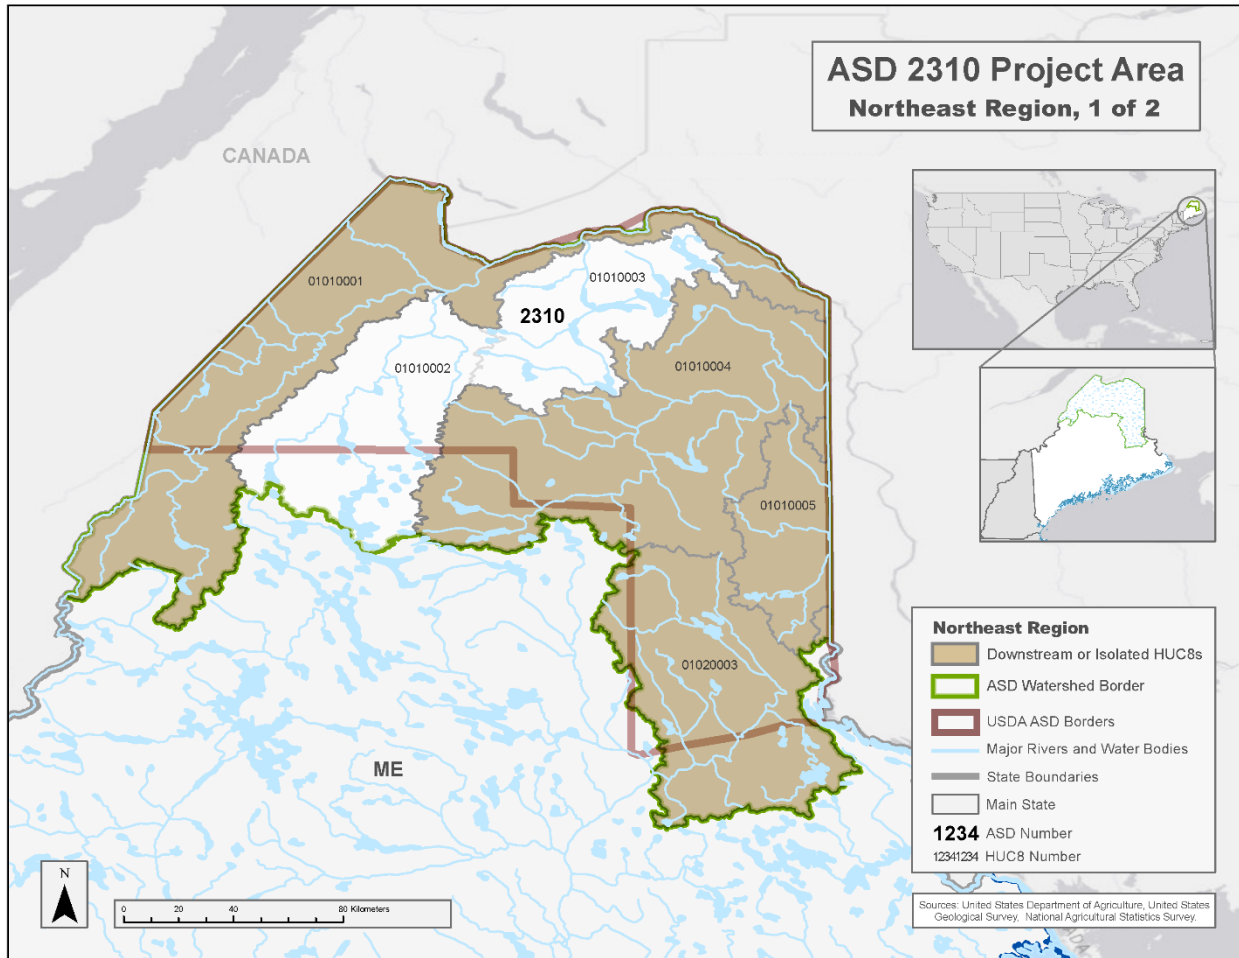 ASD 2310 Project Area
Northeast Region, 1 of 2
CANADA
01010001
01010003
2310
01010002
01010004
01010005
01020003
ME
Northeast Region
Downstream or Isolated HUC8s
ASD Watershed Border
USDA ASD Borders
Major Rivers and Water Bodies
State Boundaries
Main State
1234 ASD Number
12341234 HUC8 Number
N
0 20 40 80 Kilometers
Sources: United States Department of Agriculture, United States
Geological Survey, National Agricultural Statistics Survey.